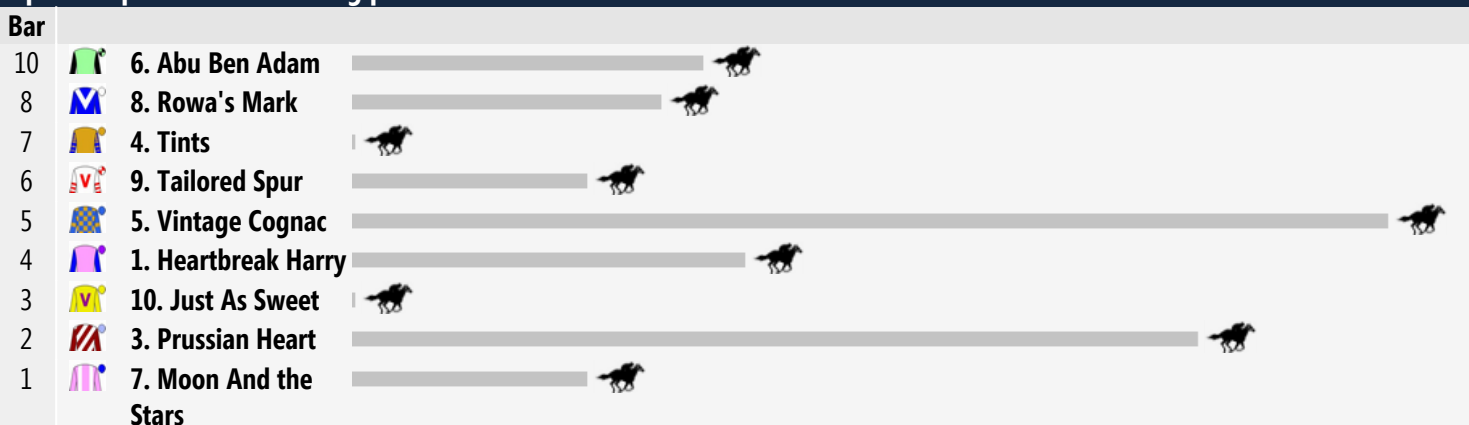 Bar
10 6. Abu Ben Adam
8 8. Rowa's Mark
7 4. Tints
6 V 9. Tailored Spur
5 5. Vintage Cognac
4 1. Heartbreak Harry
3 V 10. Just As Sweet
2 3. Prussian Heart
1 7. Moon And the
Stars